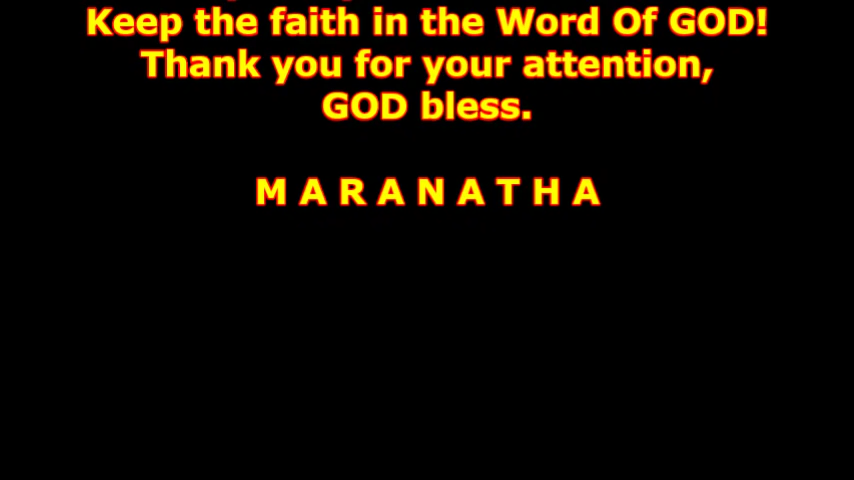 Keep the faith in the Word Of GOD!
Thank you for your attention,
GOD bless.
M A R A N A T H A